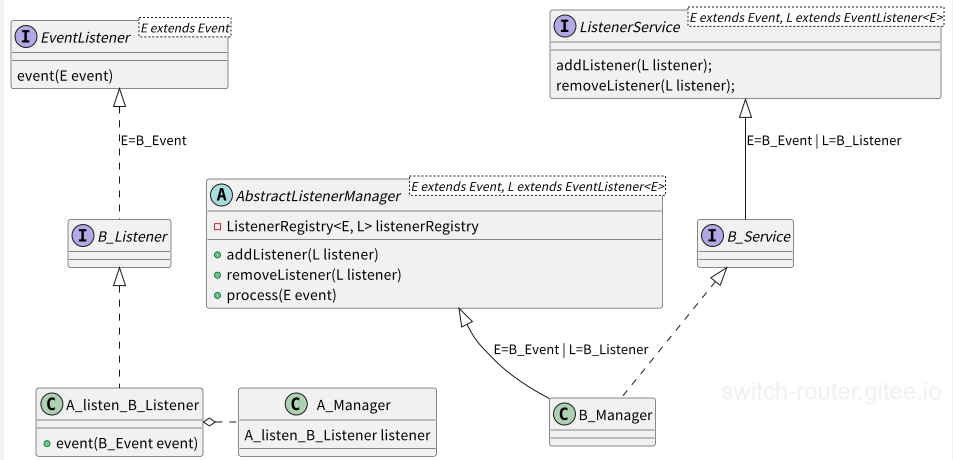 I EventListener
E extends Event
event(E event)
I ListenerService
E extends Event, L extends EventListener<E>
addListener(L listener);
removeListener(L listener);
E=B_Event
E=B_Event | L=B_Listener
A AbstractListenerManager
E extends Event, L extends EventListener<E>
ListenerRegistry<E, L> listenerRegistry
addListener(L listener)
removeListener(L listener)
process(E event)
I B_Listener
I B_Service
E=B_Event | L=B_Listener
C A_listen_B_Listener
event(B_Event event)
C A_Manager
A_listen_B_Listener listener
C B_Manager
switch-router.gitee.io